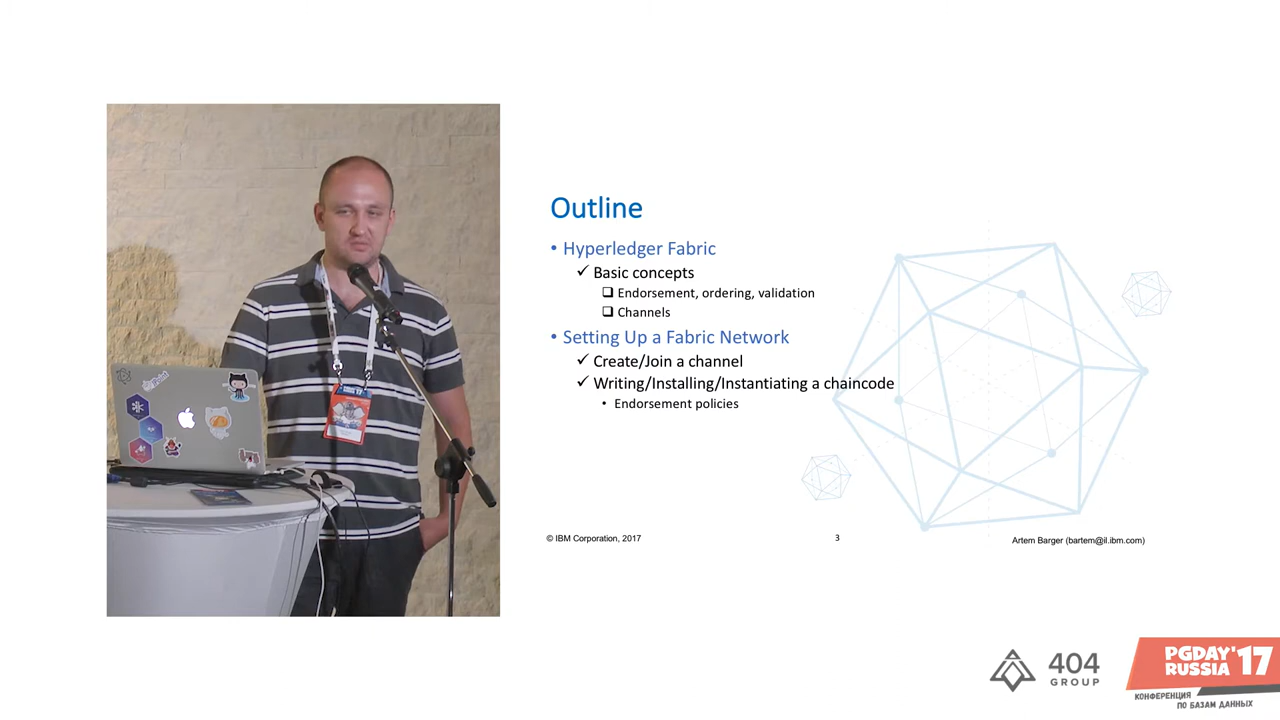 Outline
• Hyperledger Fabric
✓ Basic concepts
❑ Endorsement, ordering, validation
❑ Channels
• Setting Up a Fabric Network
✓ Create/Join a channel
✓ Writing/Installing/Instantiating a chaincode
• Endorsement policies
© IBM Corporation, 2017
3
Artem Barger (bartem@il.ibm.com)
404
GROUP
PGDAY'17
RUSSIA
КОНФЕРЕНЦИЯ
ПО БАЗАМ ДАННЫХ